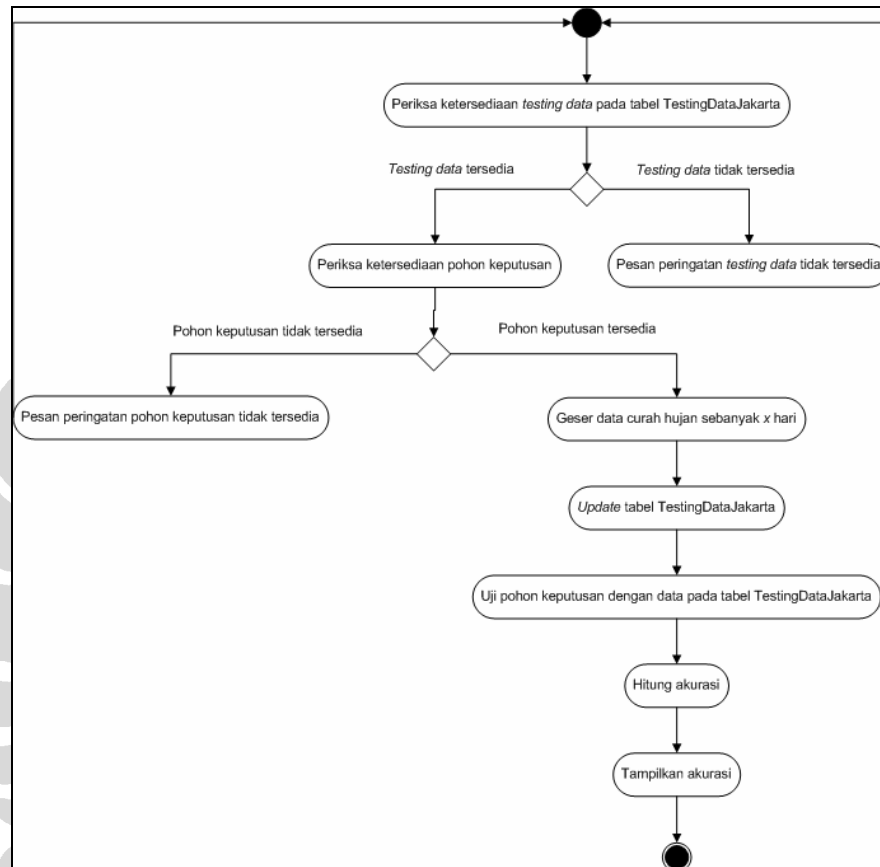 Periksa ketersediaan testing data pada tabel TestingDataJakarta
Testing data tersedia
Testing data tidak tersedia
Periksa ketersediaan pohon keputusan
Pesan peringatan testing data tidak tersedia
Pohon keputusan tidak tersedia
Pohon keputusan tersedia
Pesan peringatan pohon keputusan tidak tersedia
Geser data curah hujan sebanyak x hari
Update tabel TestingDataJakarta
Uji pohon keputusan dengan data pada tabel TestingDataJakarta
Hitung akurasi
Tampilkan akurasi